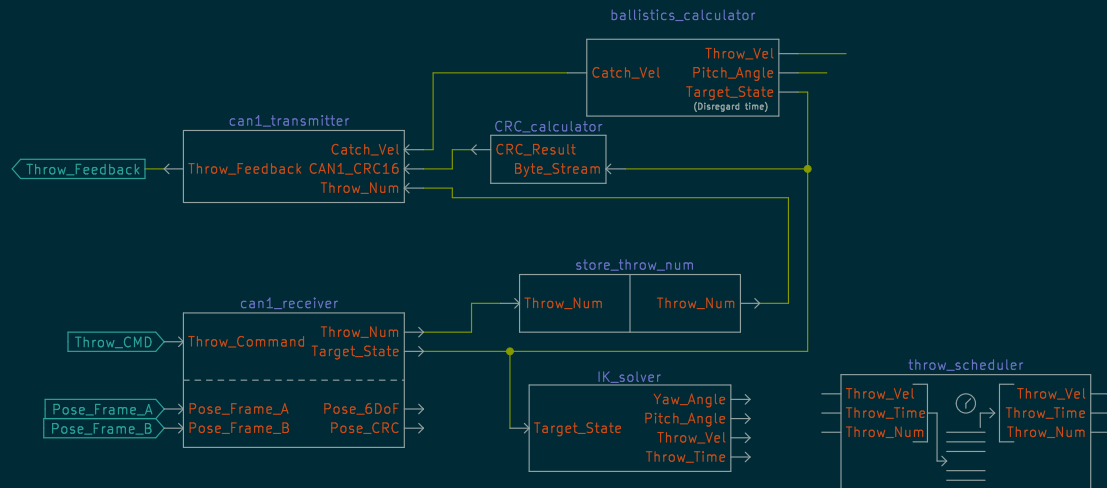 ballistics_calculator
Throw_Vel
Catch_Vel Pitch_Angle
Target_State
(Disregard time)
can1_transmitter
CRC_calculator
Catch_Vel
CRC_Result
Throw_Feedback Throw_Feedback CAN1_CRC16
Byte_Stream
Throw_Num
store_throw_num
Throw_Num Throw_Num
can1_receiver
Throw_Num
Throw_CMD Throw_Command
Target_State
Pose_Frame_A Pose_Frame_A Pose_6DoF
Pose_Frame_B Pose_Frame_B Pose_CRC
IK_solver
Yaw_Angle
Pitch_Angle
Target_State
Throw_Vel
Throw_Time
throw_scheduler
Throw_Vel Throw_Vel
Throw_Time Throw_Time
Throw_Num Throw_Num